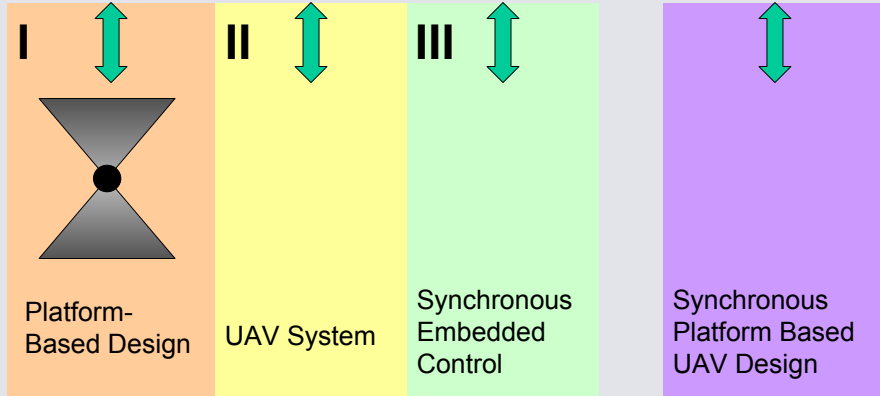 I
II
III
Platform-
Based Design
UAV System
Synchronous
Embedded
Control
Synchronous
Platform Based
UAV Design